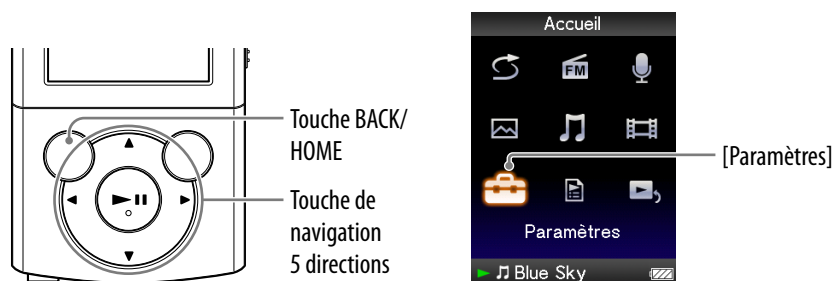 Touche BACK/
HOME
Touche de
navigation
5 directions
Accueil
FM
[Paramètres]
Paramètres
Blue Sky